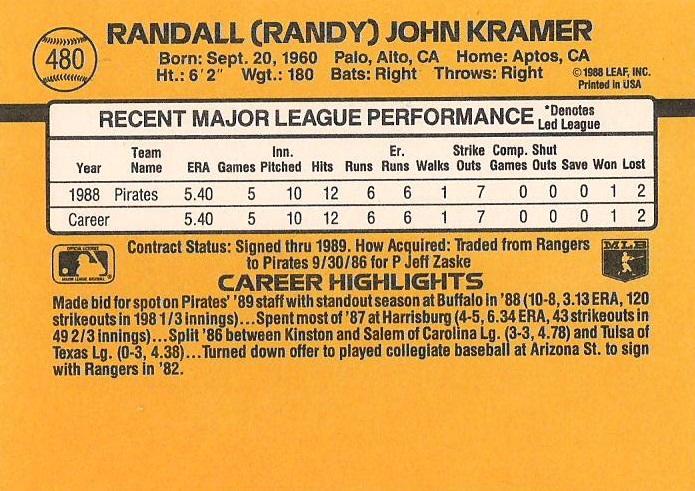 480
RANDALL (RANDY) JOHN KRAMER
Born: Sept. 20, 1960 Palo, Alto, CA Home: Aptos, CA
Ht.: 6'2" Wgt.: 180 Bats: Right Throws: Right
©1988 LEAF, INC.
Printed in USA
RECENT MAJOR LEAGUE PERFORMANCE *Denotes Led League
Year Team Name ERA Games Inn. Pitched Hits Runs Er. Runs Walks Strike Outs Comp. Games Shut Outs Save Won Lost
1988 Pirates 5.40 5 10 12 6 6 1 7 0 0 0 1 2
Career 5.40 5 10 12 6 6 1 7 0 0 0 1 2
OFFICIAL LICENSEE
MAJOR LEAGUE BASEBALL
Contract Status: Signed thru 1989. How Acquired: Traded from Rangers
to Pirates 9/30/86 for P Jeff Zaske
MLB
CAREER HIGHLIGHTS
Made bid for spot on Pirates' '89 staff with standout season at Buffalo in '88 (10-8, 3.13 ERA, 120
strikeouts in 198 1/3 innings)...Spent most of '87 at Harrisburg (4-5, 6.34 ERA, 43 strikeouts in
49 2/3 innings)...Split '86 between Kinston and Salem of Carolina Lg. (3-3, 4.78) and Tulsa of
Texas Lg. (0-3, 4.38)...Turned down offer to played collegiate baseball at Arizona St. to sign
with Rangers in '82.